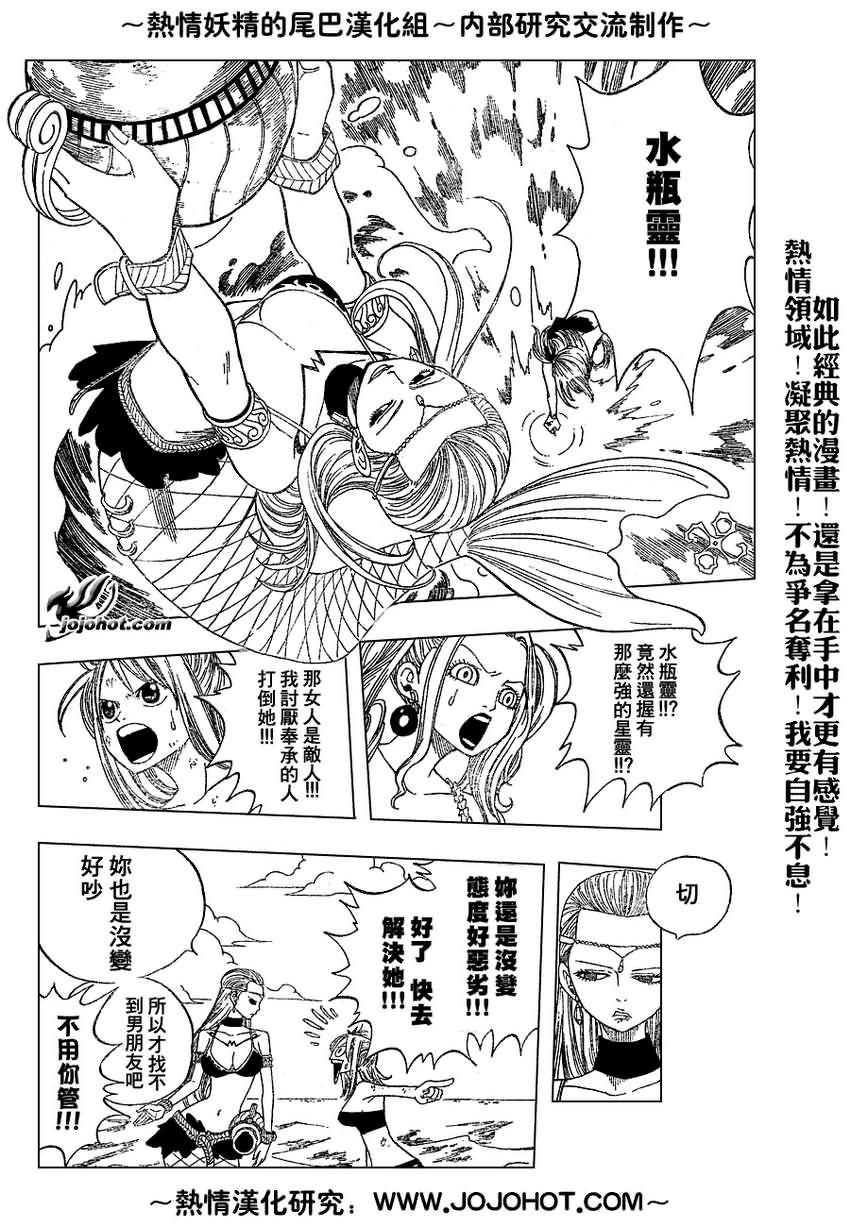 ～熱情妖精的尾巴漢化組～内部研究交流制作～
水瓶靈!!!
如此經典的漫畫！還是拿在手中才更有感覺！
熱情領域！凝聚熱情！不為爭名奪利！我要自強不息！
jojohot.com
水瓶靈!!?
竟然還握有
那麼強的星靈!!?
那女人是敵人!!!
我討厭奉承的人
打倒她!!!
切
妳還是沒變
態度好惡劣!!!
好了 快去
解決她!!!
妳也是沒變
好吵
所以才找不
到男朋友吧
不用你管!!!
～熱情漢化研究：WWW.JOJOHOT.COM～